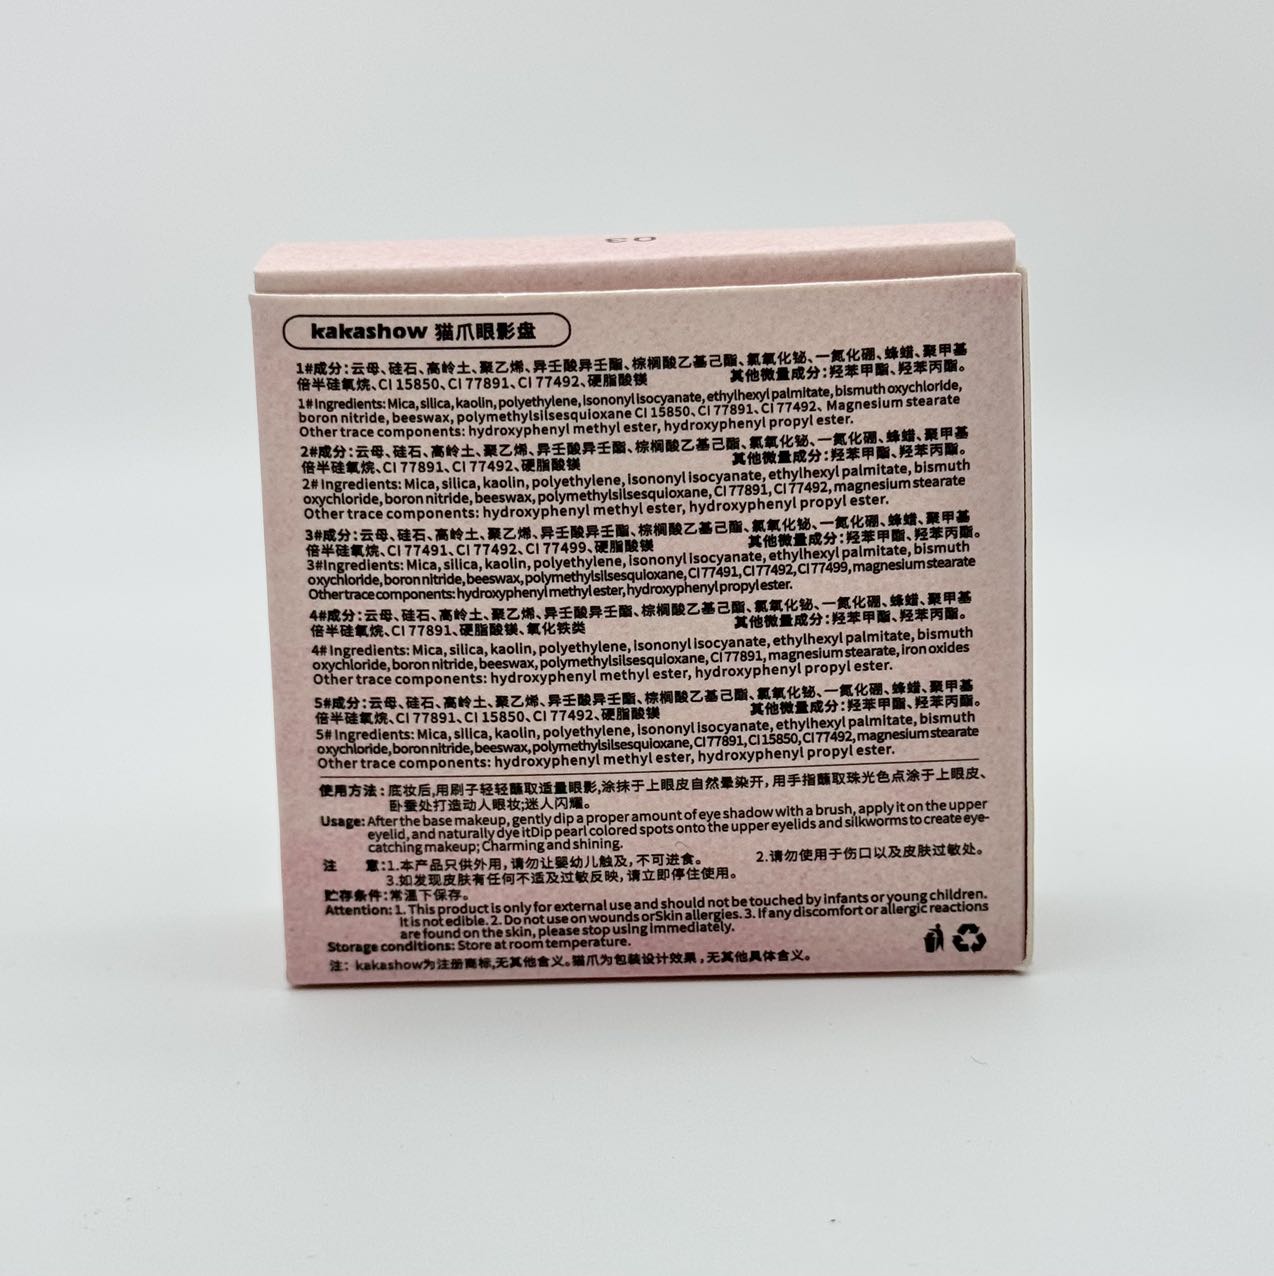 03
kakashow 猫爪眼影盘
1#成分:云母、硅石、高岭土、聚乙烯、异壬酸异壬酯、棕榈酸乙基己酯、氯氧化铋、一氮化硼、蜂蜡、聚甲基
倍半硅氧烷、CI 15850、CI 77891、CI 77492、硬脂酸镁 其他微量成分:羟苯甲酯、羟苯丙酯。
1#Ingredients: Mica, silica, kaolin, polyethylene, isononyl isocyanate, ethylhexyl palmitate, bismuth oxychloride,
boron nitride, beeswax, polymethylsilsesquioxane CI 15850、CI 77891、CI 77492、Magnesium stearate
Other trace components: hydroxyphenyl methyl ester, hydroxyphenyl propyl ester.
2#成分:云母、硅石、高岭土、聚乙烯、异壬酸异壬酯、棕榈酸乙基己酯、氯氧化铋、一氮化硼、蜂蜡、聚甲基
倍半硅氧烷、CI 77891、CI 77492、硬脂酸镁 其他微量成分:羟苯甲酯、羟苯丙酯。
2# Ingredients: Mica, silica, kaolin, polyethylene, isononyl isocyanate, ethylhexyl palmitate, bismuth
oxychloride, boron nitride, beeswax, polymethylsilsesquioxane, CI 77891, CI 77492, magnesium stearate
Other trace components: hydroxyphenyl methyl ester, hydroxyphenyl propyl ester.
3#成分:云母、硅石、高岭土、聚乙烯、异壬酸异壬酯、棕榈酸乙基己酯、氯氧化铋、一氮化硼、蜂蜡、聚甲基
倍半硅氧烷、CI 77491、CI 77492、CI 77499、硬脂酸镁 其他微量成分:羟苯甲酯、羟苯丙酯。
3#Ingredients: Mica, silica, kaolin, polyethylene, isononyl isocyanate, ethylhexyl palmitate, bismuth
oxychloride, boron nitride, beeswax, polymethylsilsesquioxane, CI 77491, CI 77492, CI 77499, magnesium stearate
Other trace components: hydroxyphenyl methyl ester, hydroxyphenyl propyl ester.
4#成分:云母、硅石、高岭土、聚乙烯、异壬酸异壬酯、棕榈酸乙基己酯、氯氧化铋、一氮化硼、蜂蜡、聚甲基
倍半硅氧烷、CI 77891、硬脂酸镁、氧化铁类 其他微量成分:羟苯甲酯、羟苯丙酯。
4# Ingredients: Mica, silica, kaolin, polyethylene, isononyl isocyanate, ethylhexyl palmitate, bismuth
oxychloride, boron nitride, beeswax, polymethylsilsesquioxane, CI 77891, magnesium stearate, iron oxides
Other trace components: hydroxyphenyl methyl ester, hydroxyphenyl propyl ester.
5#成分:云母、硅石、高岭土、聚乙烯、异壬酸异壬酯、棕榈酸乙基己酯、氯氧化铋、一氮化硼、蜂蜡、聚甲基
倍半硅氧烷、CI 77891、CI 15850、CI 77492、硬脂酸镁 其他微量成分:羟苯甲酯、羟苯丙酯。
5# Ingredients: Mica, silica, kaolin, polyethylene, isononyl isocyanate, ethylhexyl palmitate, bismuth
oxychloride, boron nitride, beeswax, polymethylsilsesquioxane, CI 77891, CI 15850, CI 77492, magnesium stearate
Other trace components: hydroxyphenyl methyl ester, hydroxyphenyl propyl ester.
使用方法：底妆后,用刷子轻轻蘸取适量眼影,涂抹于上眼皮自然晕染开，用手指蘸取珠光色点涂于上眼皮、
卧蚕处打造动人眼妆;迷人闪耀。
Usage: After the base makeup, gently dip a proper amount of eye shadow with a brush, apply it on the upper
eyelid, and naturally dye itDip pearl colored spots onto the upper eyelids and silkworms to create eye-
catching makeup; Charming and shining.
注 意:1.本产品只供外用，请勿让婴幼儿触及，不可进食。 2.请勿使用于伤口以及皮肤过敏处。
3.如发现皮肤有任何不适及过敏反映，请立即停住使用。
贮存条件:常温下保存。
Attention: 1. This product is only for external use and should not be touched by infants or young children.
It is not edible. 2. Do not use on wounds orSkin allergies. 3. If any discomfort or allergic reactions
are found on the skin, please stop using immediately.
Storage conditions: Store at room temperature.
注：kakashow为注册商标,无其他含义。猫爪为包装设计效果，无其他具体含义。